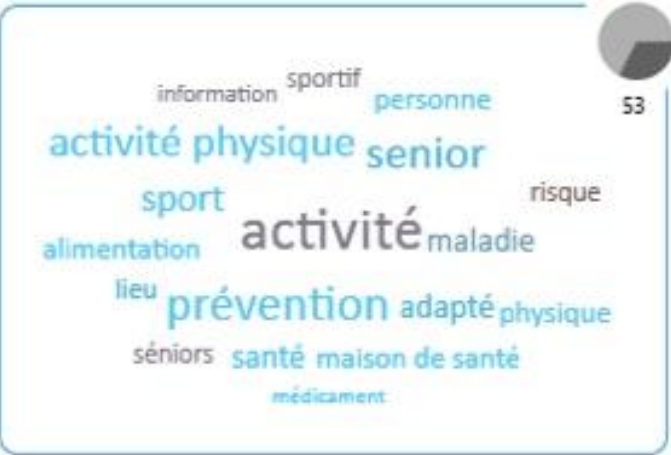 sportif
information
personne
53
activité physique senior
sport
risque
activité maladie
alimentation
lieu
prévention adapté physique
séniors santé maison de santé
médicament